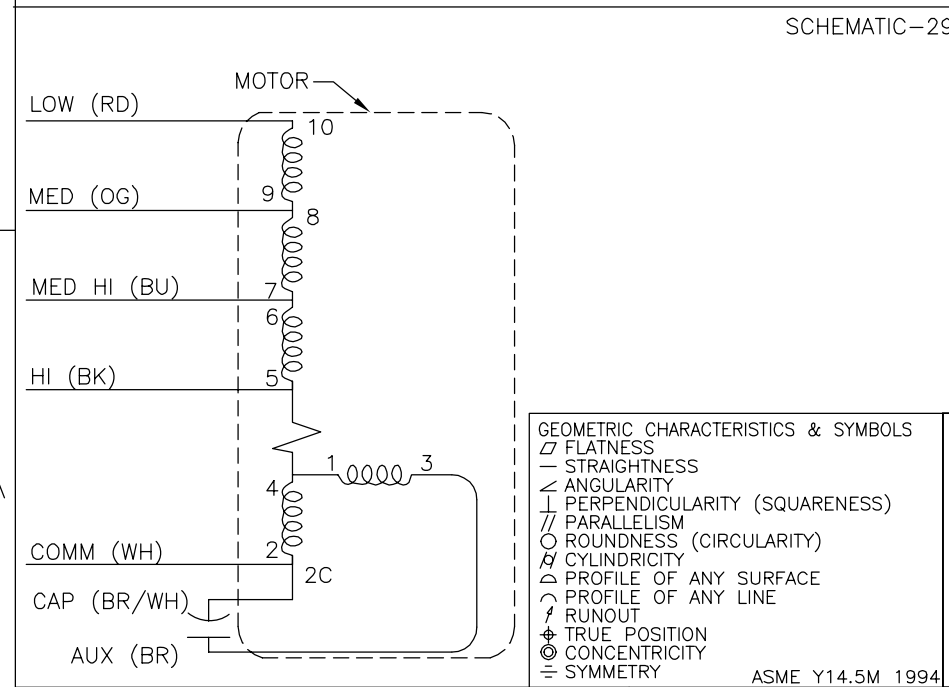 SCHEMATIC-29
MOTOR
LOW (RD)
10
9
MED (OG)
8
MED HI (BU)
7
6
HI (BK)
5
1
3
4
COMM (WH)
2
2C
CAP (BR/WH)
AUX (BR)
GEOMETRIC CHARACTERISTICS & SYMBOLS
FLATNESS
STRAIGHTNESS
ANGULARITY
PERPENDICULARITY (SQUARENESS)
PARALLELISM
ROUNDNESS (CIRCULARITY)
CYLINDRICITY
PROFILE OF ANY SURFACE
PROFILE OF ANY LINE
RUNOUT
TRUE POSITION
CONCENTRICITY
SYMMETRY
ASME Y14.5M 1994